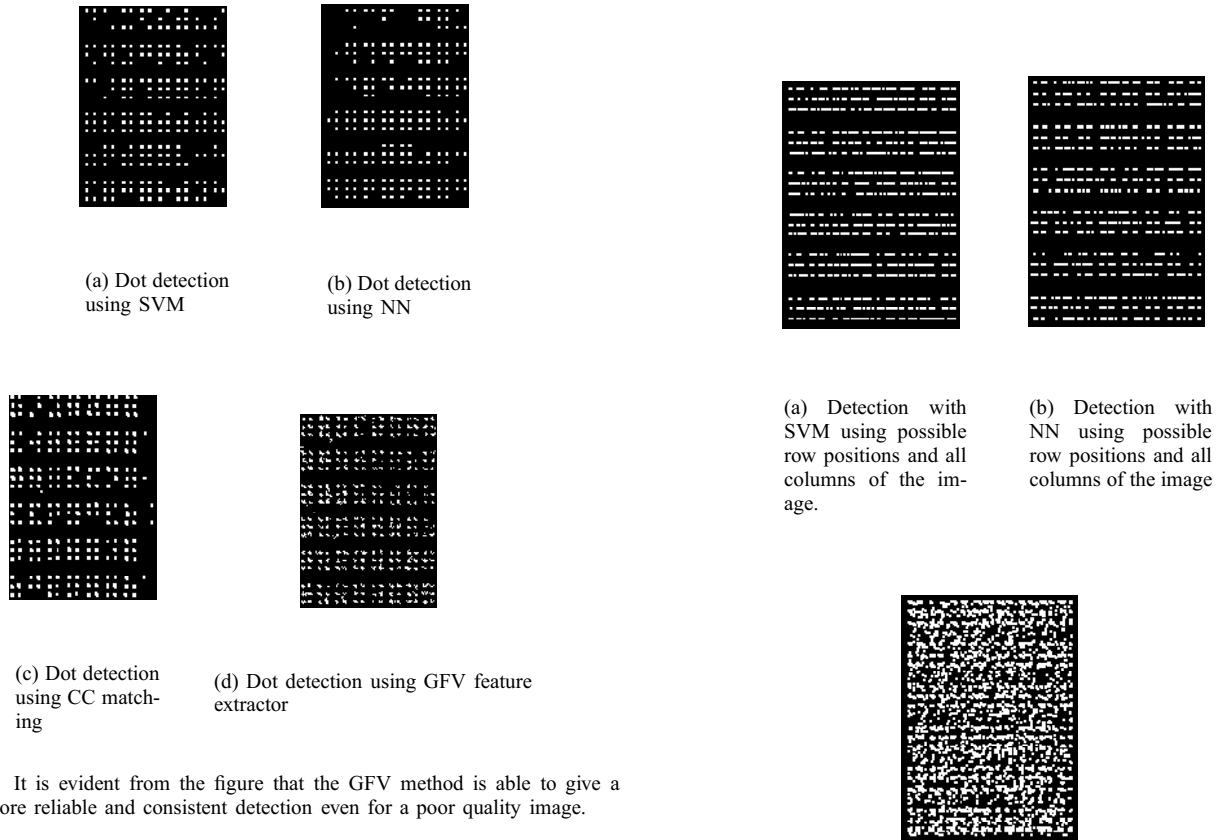 (a) Dot detection
using SVM
(b) Dot detection
using NN
(c) Dot detection
using CC match-
ing
(d) Dot detection using GFV feature
extractor
It is evident from the figure that the GFV method is able to give a
ore reliable and consistent detection even for a poor quality image.
(a) Detection with
SVM using possible
row positions and all
columns of the im-
age.
(b) Detection with
NN using possible
row positions and all
columns of the image